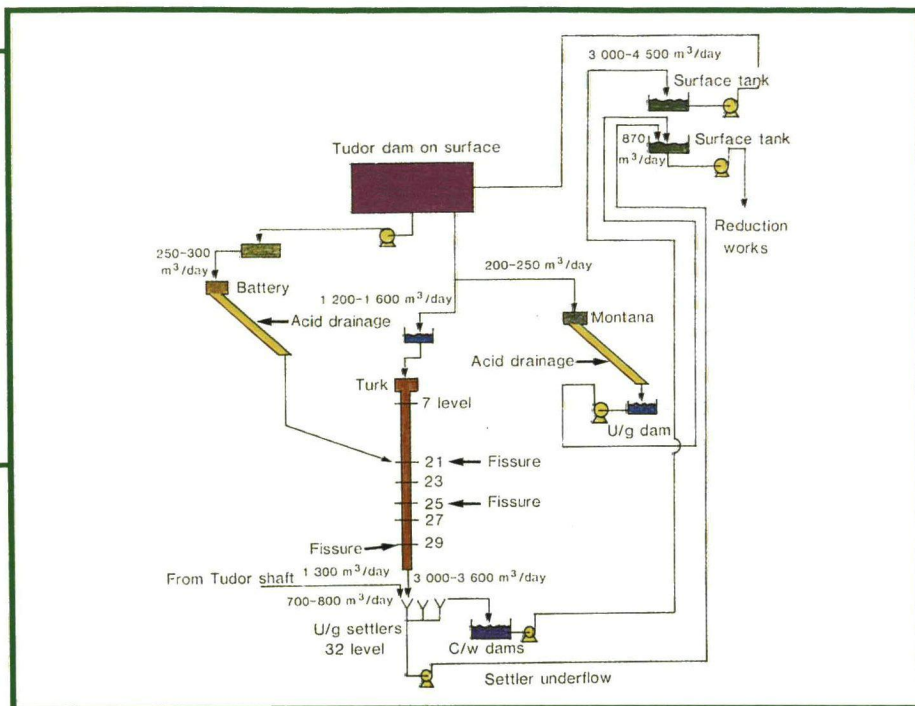 3 000-4 500 m³/day
Surface tank
Tudor dam on surface
870
m³/day
Surface tank
Reduction
works
250-300
m³/day
200-250 m³/day
Battery
1 200-1 600 m³/day
Montana
Acid drainage
Acid drainage
Turk
7 level
U/g dam
21
Fissure
23
25
Fissure
27
Fissure
29
From Tudor shaft
1 300 m³/day
3 000-3 600 m³/day
700-800 m³/day
U/g settlers
32 level
C/w dams
Settler underflow